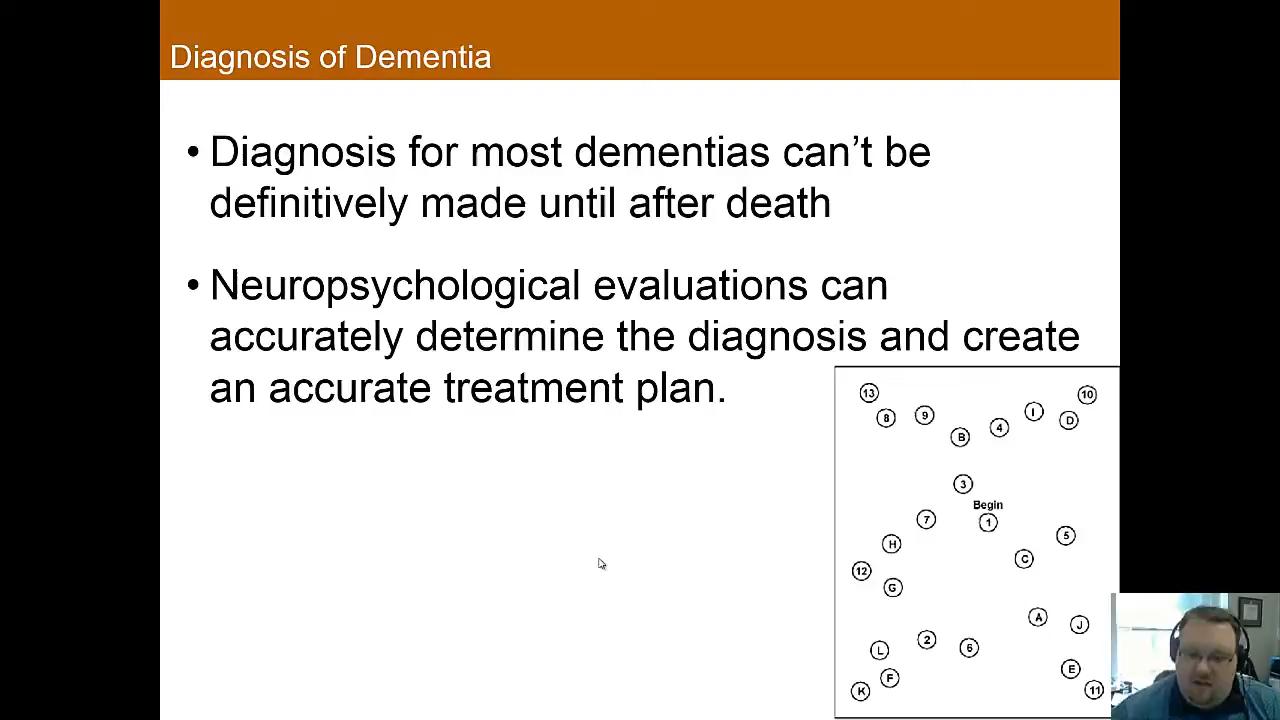 Diagnosis of Dementia
• Diagnosis for most dementias can’t be
definitively made until after death
• Neuropsychological evaluations can
accurately determine the diagnosis and create
an accurate treatment plan.
13
10
8
9
B
4
I
D
3
Begin
1
7
5
H
C
12
G
A
J
2
6
L
E
F
K
11